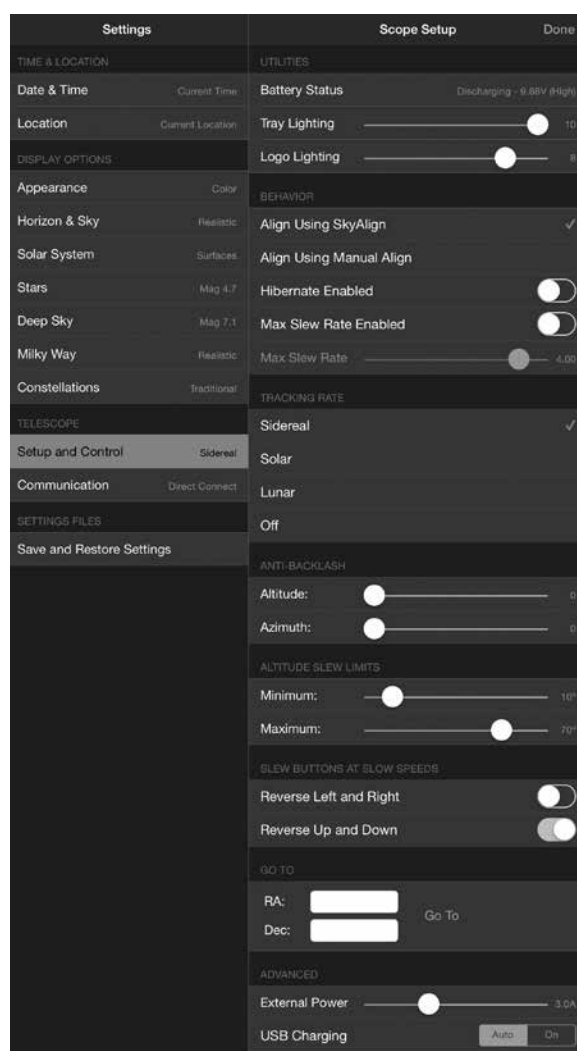 Settings
TIME & LOCATION
Date & Time Current Time
Location Current Location
DISPLAY OPTIONS
Appearance Color
Horizon & Sky Realistic
Solar System Surfaces
Stars Mag 4.7
Deep Sky Mag 7.1
Milky Way Realistic
Constellations Traditional
TELESCOPE
Setup and Control Sidereal
Communication Direct Connect
SETTINGS FILES
Save and Restore Settings
Scope Setup Done
UTILITIES
Battery Status Discharging - 9.88V (High)
Tray Lighting 10
Logo Lighting 8
BEHAVIOR
Align Using SkyAlign ✓
Align Using Manual Align
Hibernate Enabled
Max Slew Rate Enabled
Max Slew Rate 4.00
TRACKING RATE
Sidereal ✓
Solar
Lunar
Off
ANTI-BACKLASH
Altitude: 0
Azimuth: 0
ALTITUDE SLEW LIMITS
Minimum: 10°
Maximum: 70°
SLEW BUTTONS AT SLOW SPEEDS
Reverse Left and Right
Reverse Up and Down
GO TO
RA:
Go To
Dec:
ADVANCED
External Power 3.0A
USB Charging Auto On